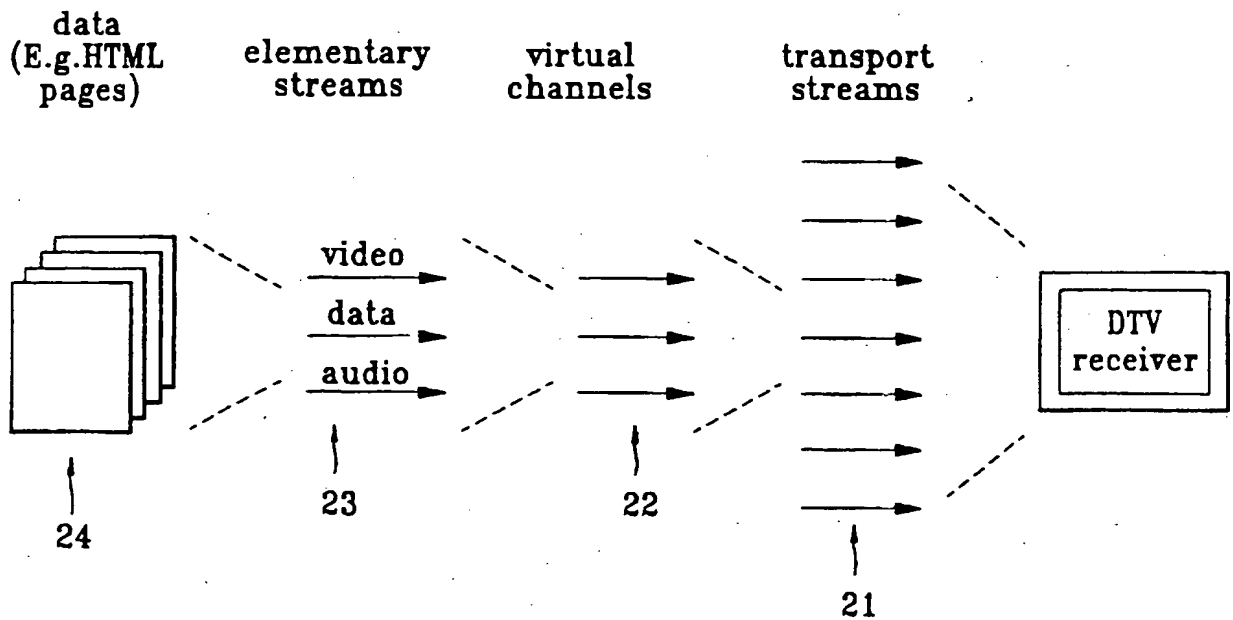 data
(E.g.HTML
pages)
elementary
streams
virtual
channels
transport
streams
video
data
audio
DTV
receiver
24
23
22
21